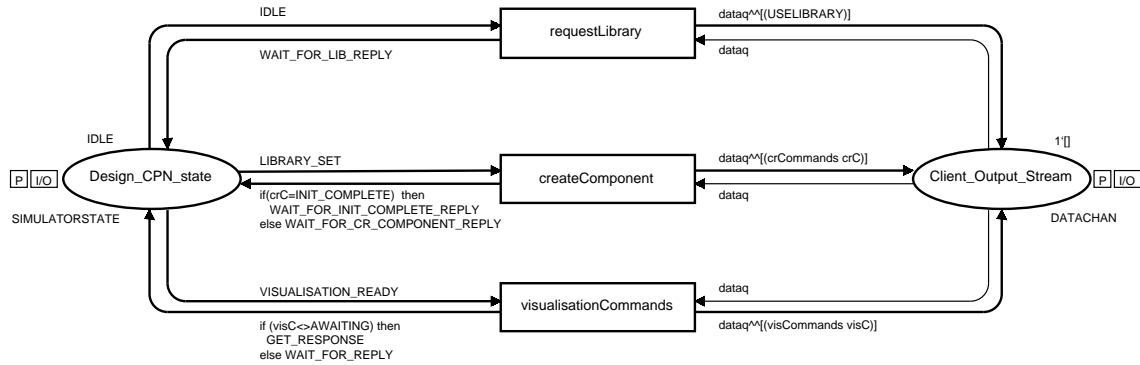 IDLE
dataq^^[(USELIBRARY)]
requestLibrary
WAIT_FOR_LIB_REPLY
dataq
IDLE
1`[]
LIBRARY_SET
dataq^^[(crCommands crC)]
P I/O
Design_CPN_state
createComponent
Client_Output_Stream
P I/O
if(crC=INIT_COMPLETE) then
WAIT_FOR_INIT_COMPLETE_REPLY
else WAIT_FOR_CR_COMPONENT_REPLY
dataq
SIMULATORSTATE
DATACHAN
VISUALISATION_READY
dataq
visualisationCommands
if (visC<>AWAITING) then
GET_RESPONSE
else WAIT_FOR_REPLY
dataq^^[(visCommands visC)]